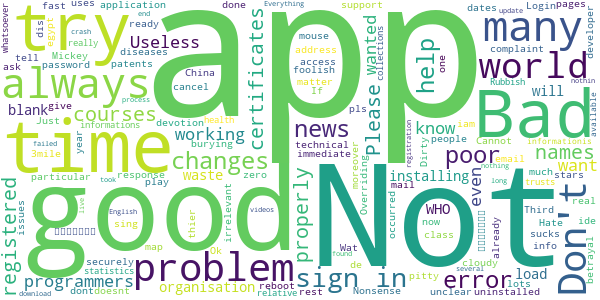 whatsoever
fast
uses
application
done
support
dates
end
update
Everything
pages
dis
egypt
ready
mouse
address
pls
collections
Login
developer
try
app
many
crash
really
Useless
certificates
access
foolish
Wanted
help
one
complaint
tell
Mickey
diseases
China
matter
Please
Rubbish
ask
password
patents
cancel
If
world
always
devotion
health
Bad
available
nothin
blank
give
process
news
know
will
Just
informations
burying
technical
people
Cannot
informationis
time
courses
working
immediate
Dirty
iam
registration
3mile
year
failed
changes
zero
Overriding
poor
email
names
particular
response
play
waste
irrelevant
properly
moreover
installing
nothing
much
want
registered
issues
good
Not
even
trusts
stars
Don't
took
English
videos
mail
long
real
sing
thier
occurred
WHO
Third
ide
live
map
Ok
Wat
now
already
Hate
info
betrayal
programmers
problem
securely
organisation
sign in
found
class
sucks
error
cloudy
load
statistics
reboot
de
pitty
several
lots
download
dont
doesnt
relative
rest
Nonsense
unclear
uninstalled